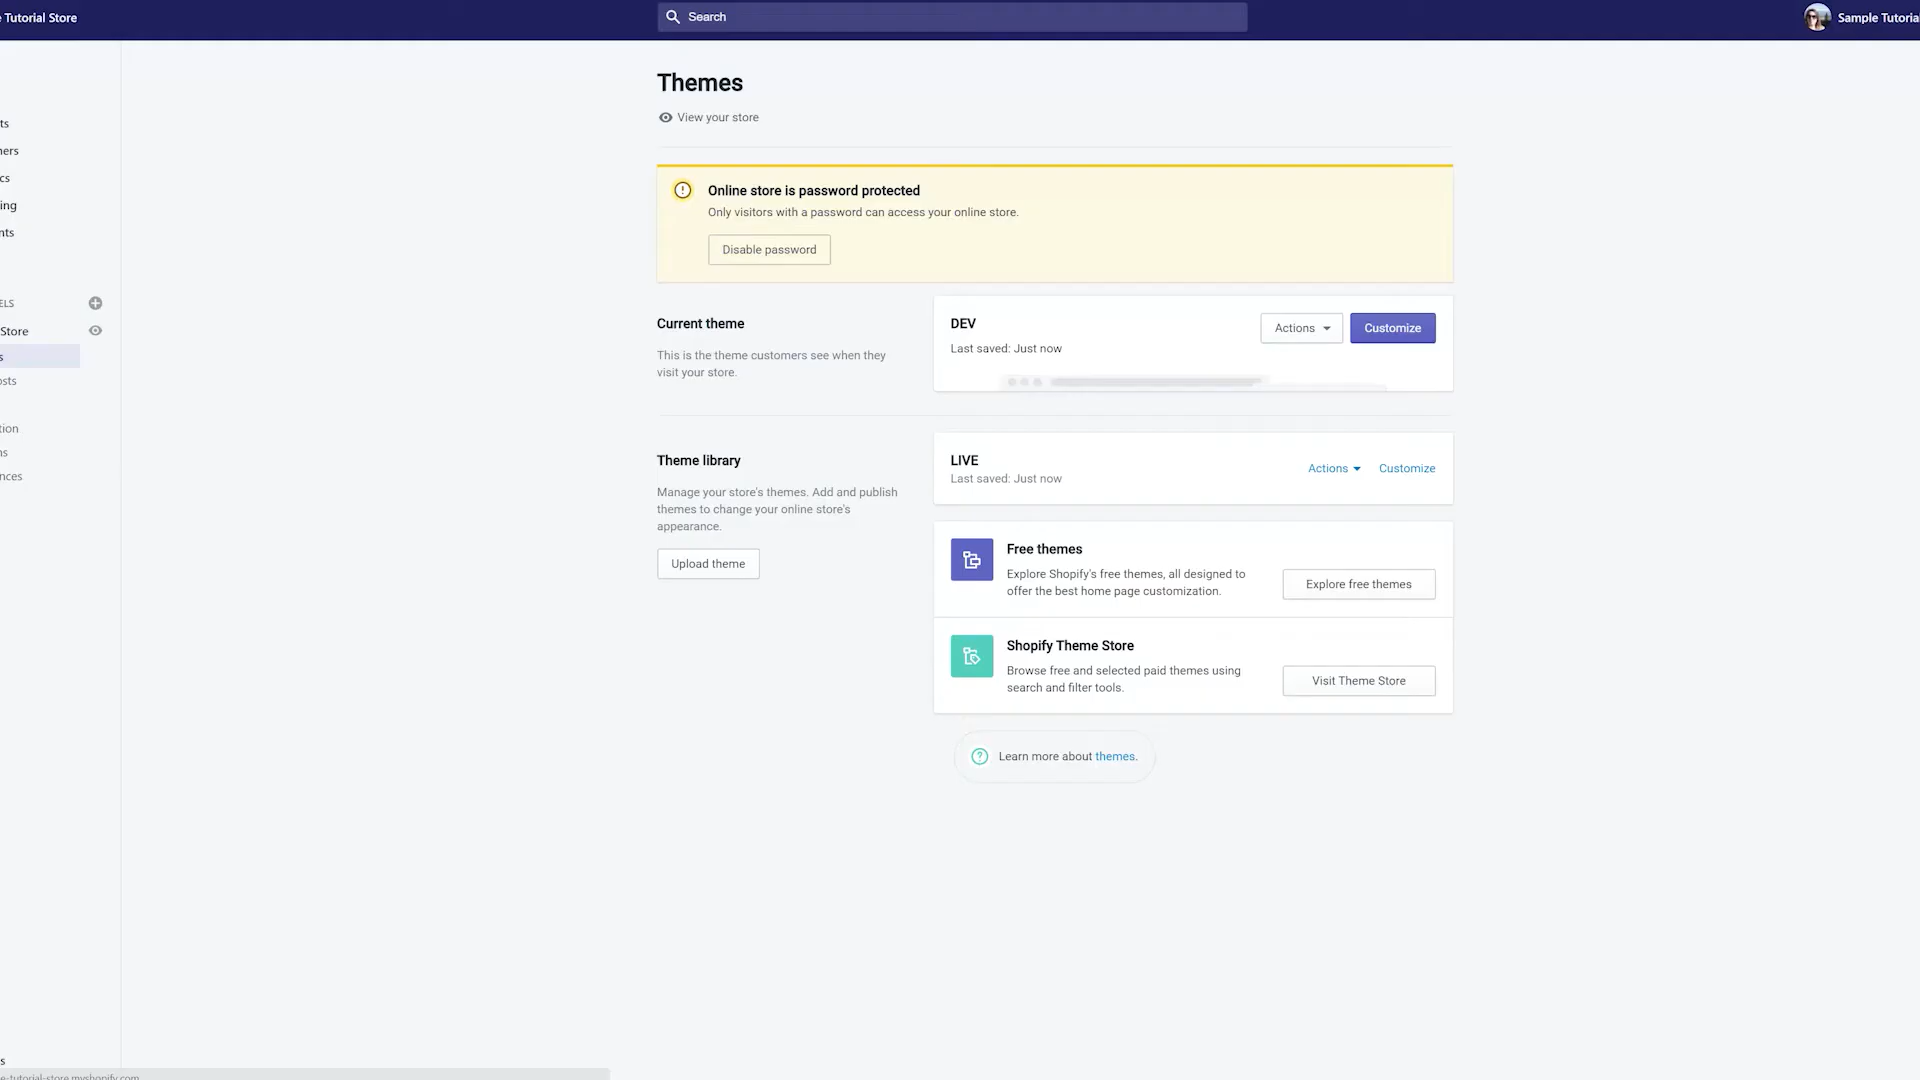 e Tutorial Store
Search
Sample Tutorial
Themes
View your store
ts
ners
cs
ing
nts
ELS
Store
s
osts
tion
ns
nces
s
Online store is password protected
Only visitors with a password can access your online store.
Disable password
Current theme
This is the theme customers see when they
visit your store.
DEV
Last saved: Just now
Actions
Customize
Theme library
Manage your store's themes. Add and publish
themes to change your online store's
appearance.
Upload theme
LIVE
Last saved: Just now
Actions
Customize
Free themes
Explore Shopify's free themes, all designed to
offer the best home page customization.
Explore free themes
Shopify Theme Store
Browse free and selected paid themes using
search and filter tools.
Visit Theme Store
Learn more about themes.
e-tutorial-store.myshopify.com